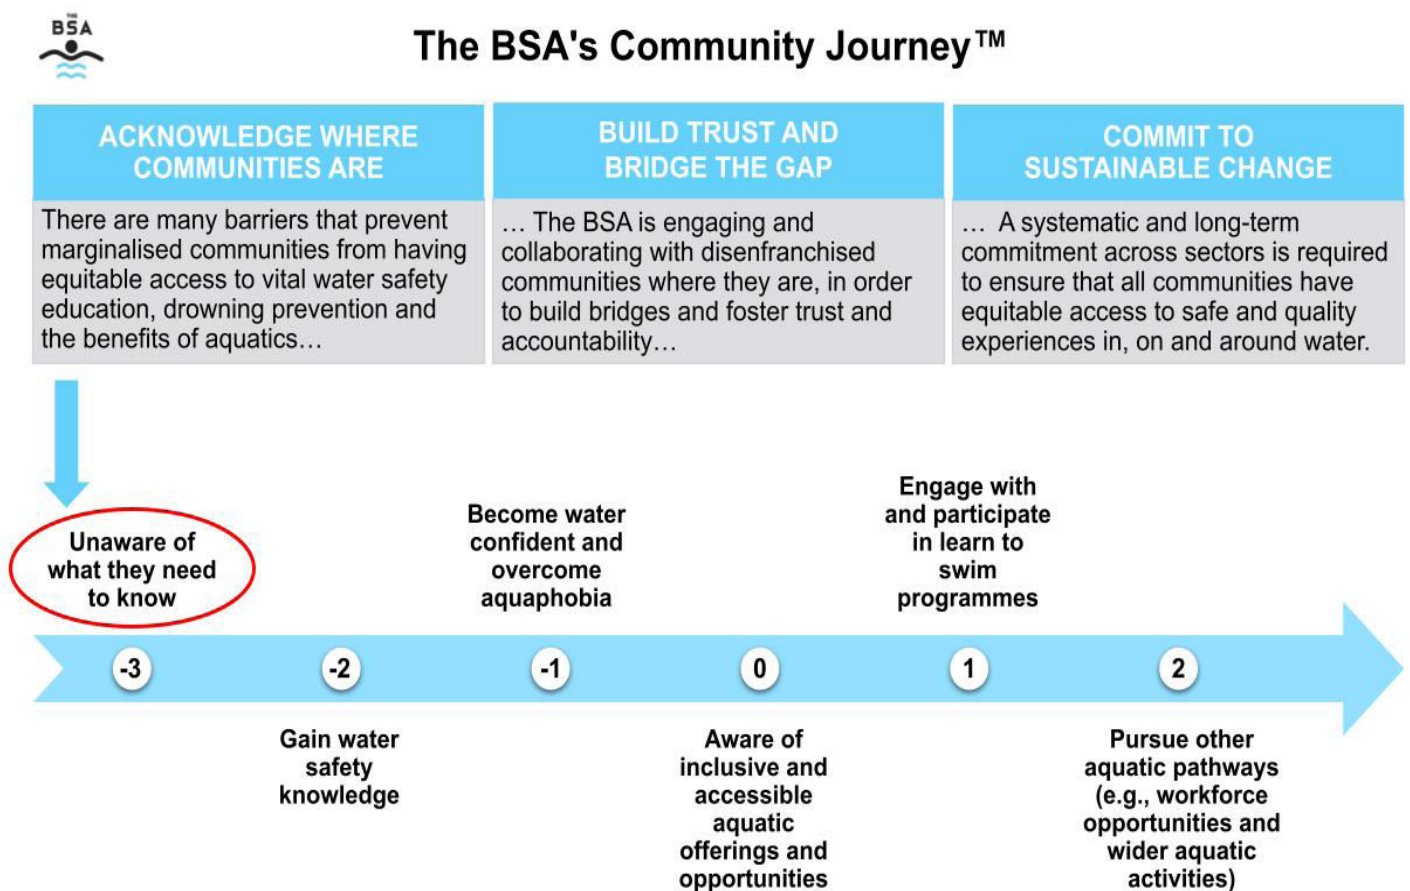 THE
BSA
The BSA's Community Journey™
ACKNOWLEDGE WHERE
COMMUNITIES ARE
There are many barriers that prevent
marginalised communities from having
equitable access to vital water safety
education, drowning prevention and
the benefits of aquatics…
BUILD TRUST AND
BRIDGE THE GAP
… The BSA is engaging and
collaborating with disenfranchised
communities where they are, in order
to build bridges and foster trust and
accountability…
COMMIT TO
SUSTAINABLE CHANGE
… A systematic and long-term
commitment across sectors is required
to ensure that all communities have
equitable access to safe and quality
experiences in, on and around water.
Unaware of
what they need
to know
-3
-2
Gain water
safety
knowledge
Become water
confident and
overcome
aquaphobia
-1
0
Aware of
inclusive and
accessible
aquatic
offerings and
opportunities
Engage with
and participate
in learn to
swim
programmes
1
2
Pursue other
aquatic pathways
(e.g., workforce
opportunities and
wider aquatic
activities)